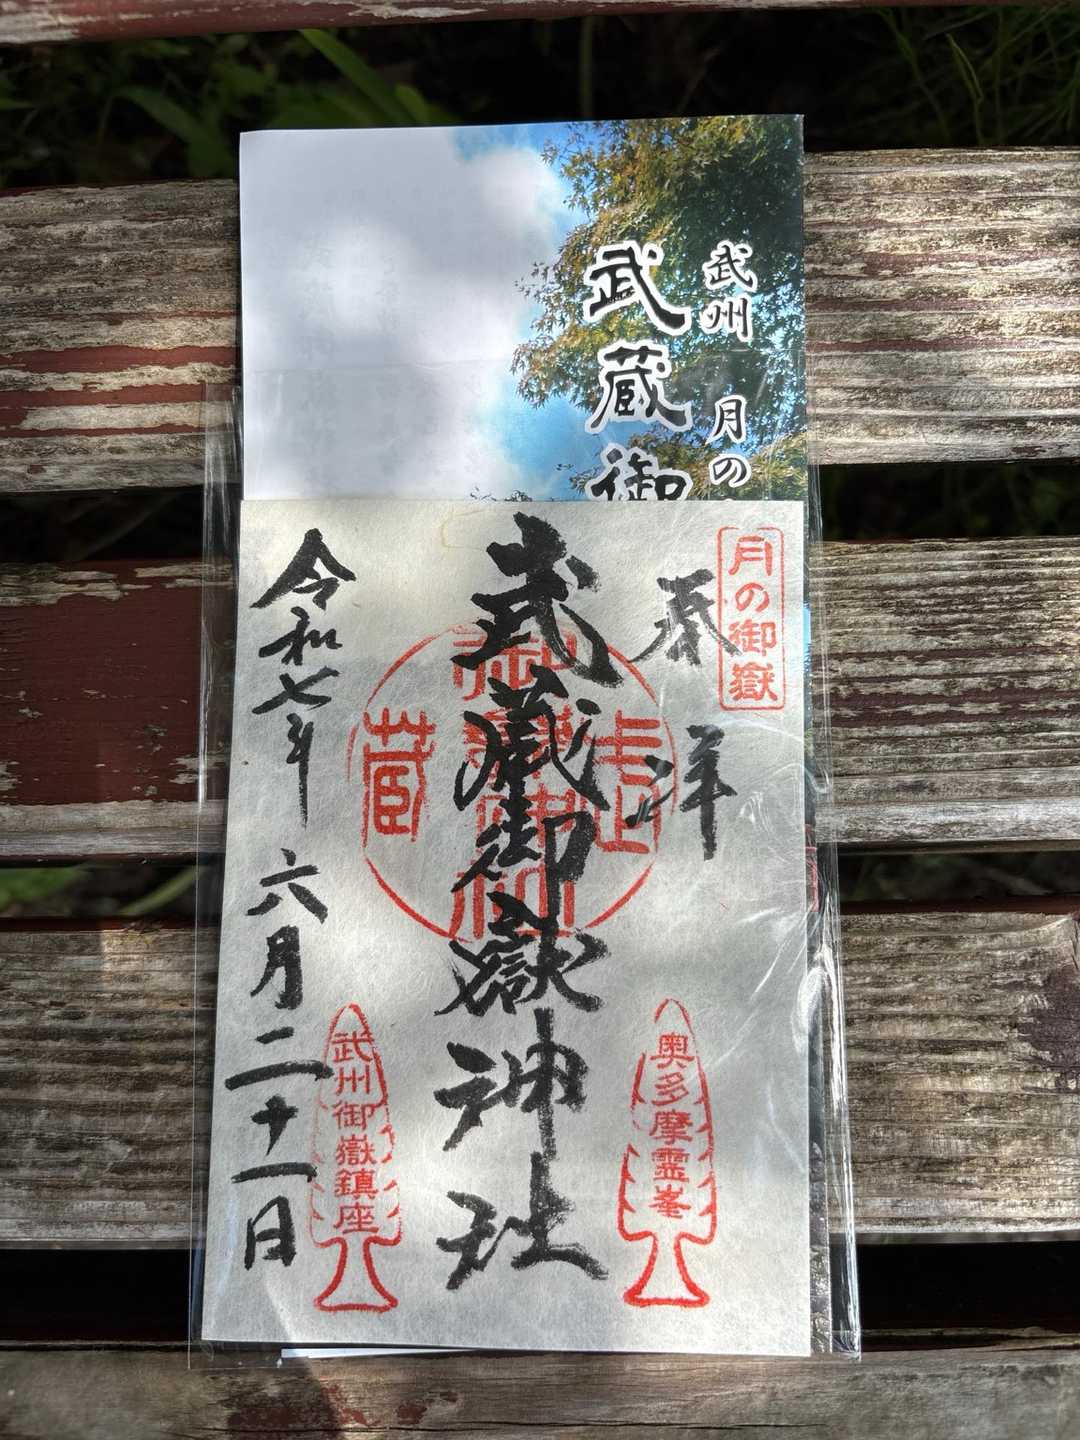 武州 月の
武蔵御
月の御嶽
奉拝
武蔵御嶽神社
奥多摩霊峯
武州御嶽鎮座
令和七年 六月二十一日